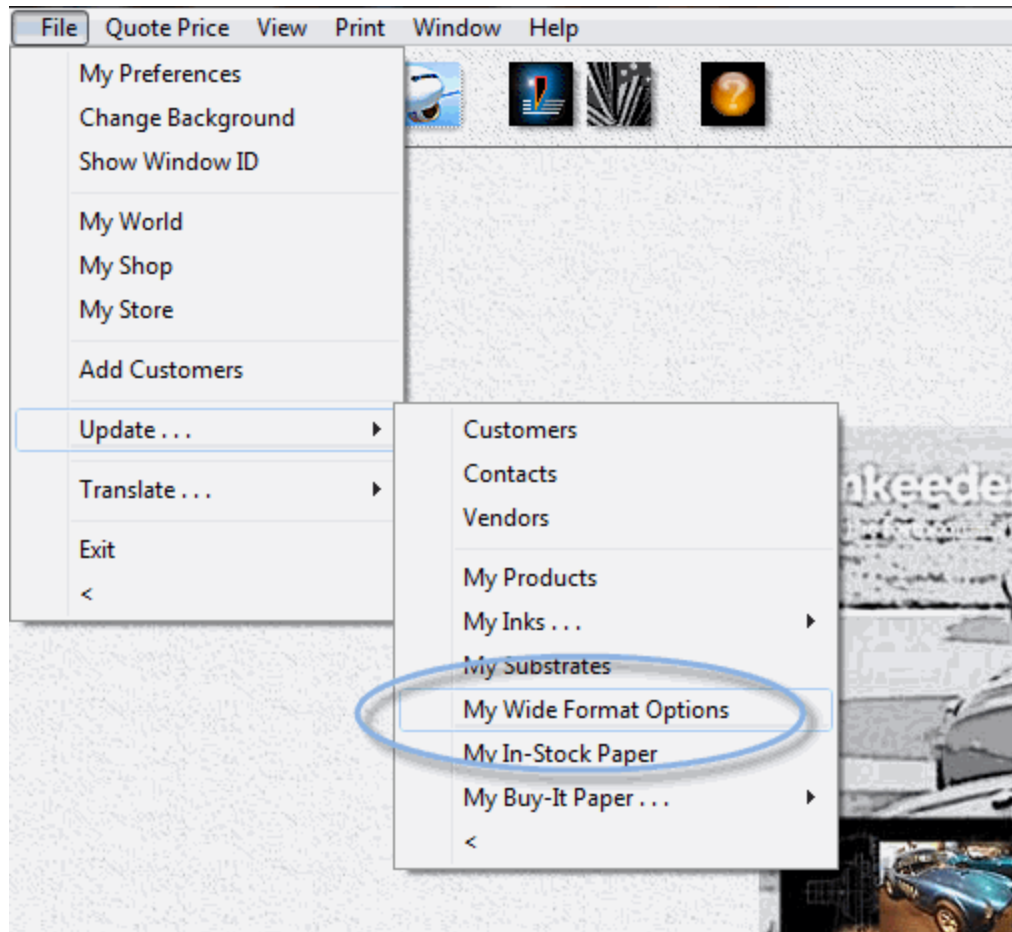 File Quote Price View Print Window Help
My Preferences
Change Background
Show Window ID
My World
My Shop
My Store
Add Customers
Update . . .
Translate . . .
Exit
<
Customers
Contacts
Vendors
My Products
My Inks . . .
My Substrates
My Wide Format Options
My In-Stock Paper
My Buy-It Paper . . .
<
?